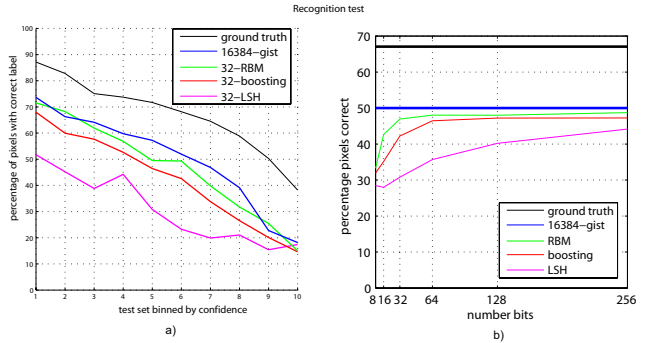 Recognition test
100
90
80
70
60
50
40
30
20
10
0
percentage of pixels with correct label
ground truth
16384−gist
32−RBM
32−boosting
32−LSH
1 2 3 4 5 6 7 8 9 10
test set binned by confidence
a)
70
60
50
40
30
20
10
0
percentage pixels correct
ground truth
16384−gist
RBM
boosting
LSH
8 16 32 64 128 256
number bits
b)